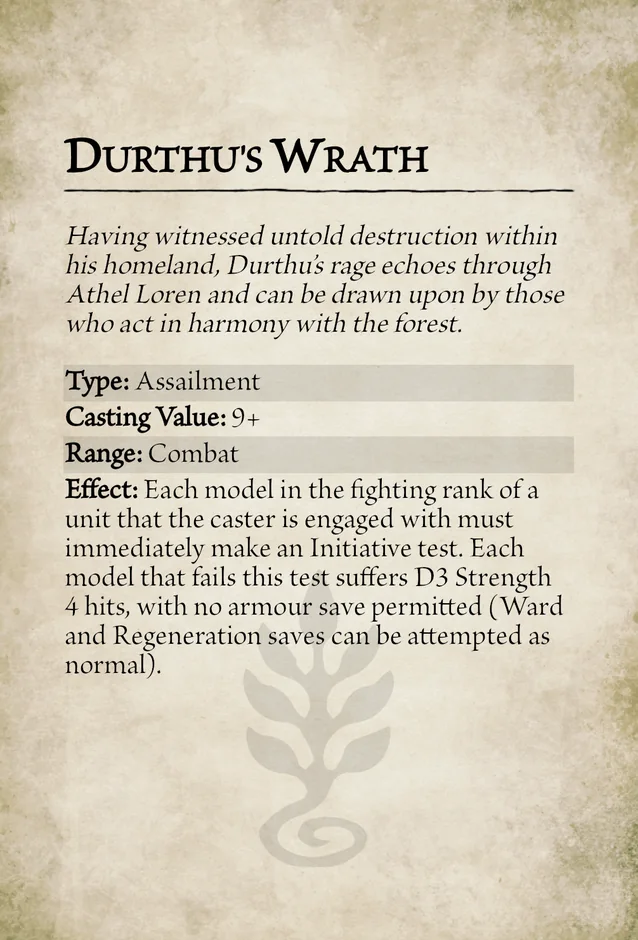 Durthu's Wrath
Having witnessed untold destruction within
his homeland, Durthu's rage echoes through
Athel Loren and can be drawn upon by those
who act in harmony with the forest.
Type: Assailment
Casting Value: 9+
Range: Combat
Effect: Each model in the fighting rank of a
unit that the caster is engaged with must
immediately make an Initiative test. Each
model that fails this test suffers D3 Strength
4 hits, with no armour save permitted (Ward
and Regeneration saves can be attempted as
normal).